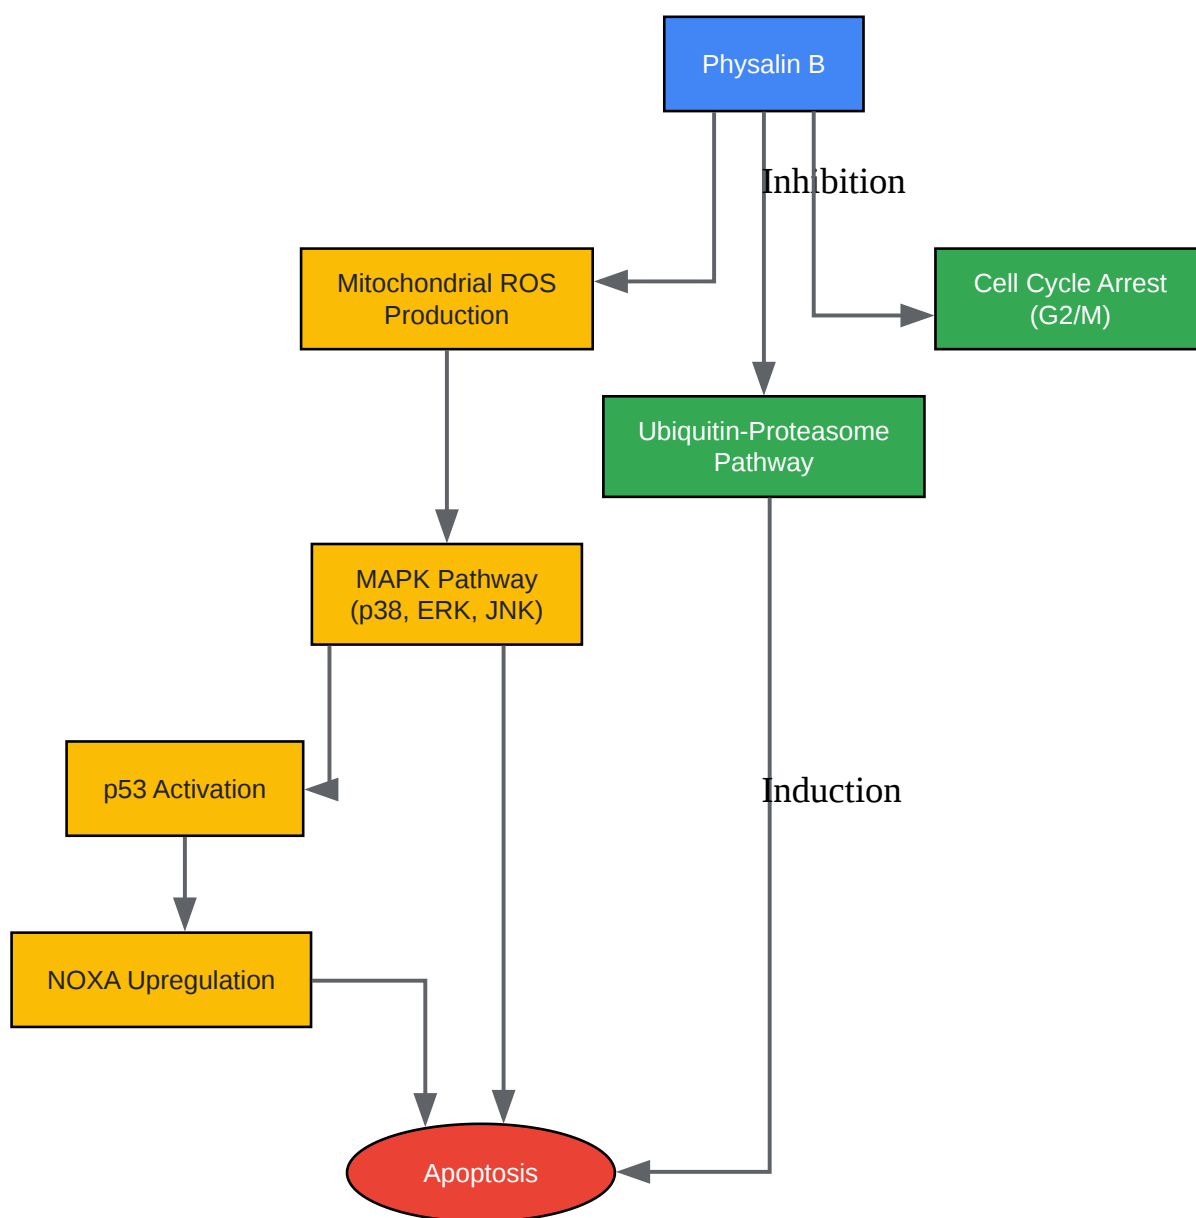 Physalin B
Inhibition
Mitochondrial ROS
Production
Cell Cycle Arrest
(G2/M)
Ubiquitin-Proteasome
Pathway
MAPK Pathway
(p38, ERK, JNK)
p53 Activation
Induction
NOXA Upregulation
Apoptosis